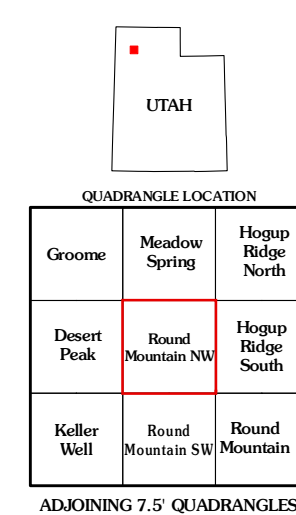 UTAH
QUADRANGLE LOCATION
Groome
Meadow
Spring
Hogup
Ridge
North
Desert
Peak
Round
Mountain NW
Hogup
Ridge
South
Keller
Well
Round
Mountain SW
Round
Mountain
ADJOINING 7.5' QUADRANGLES